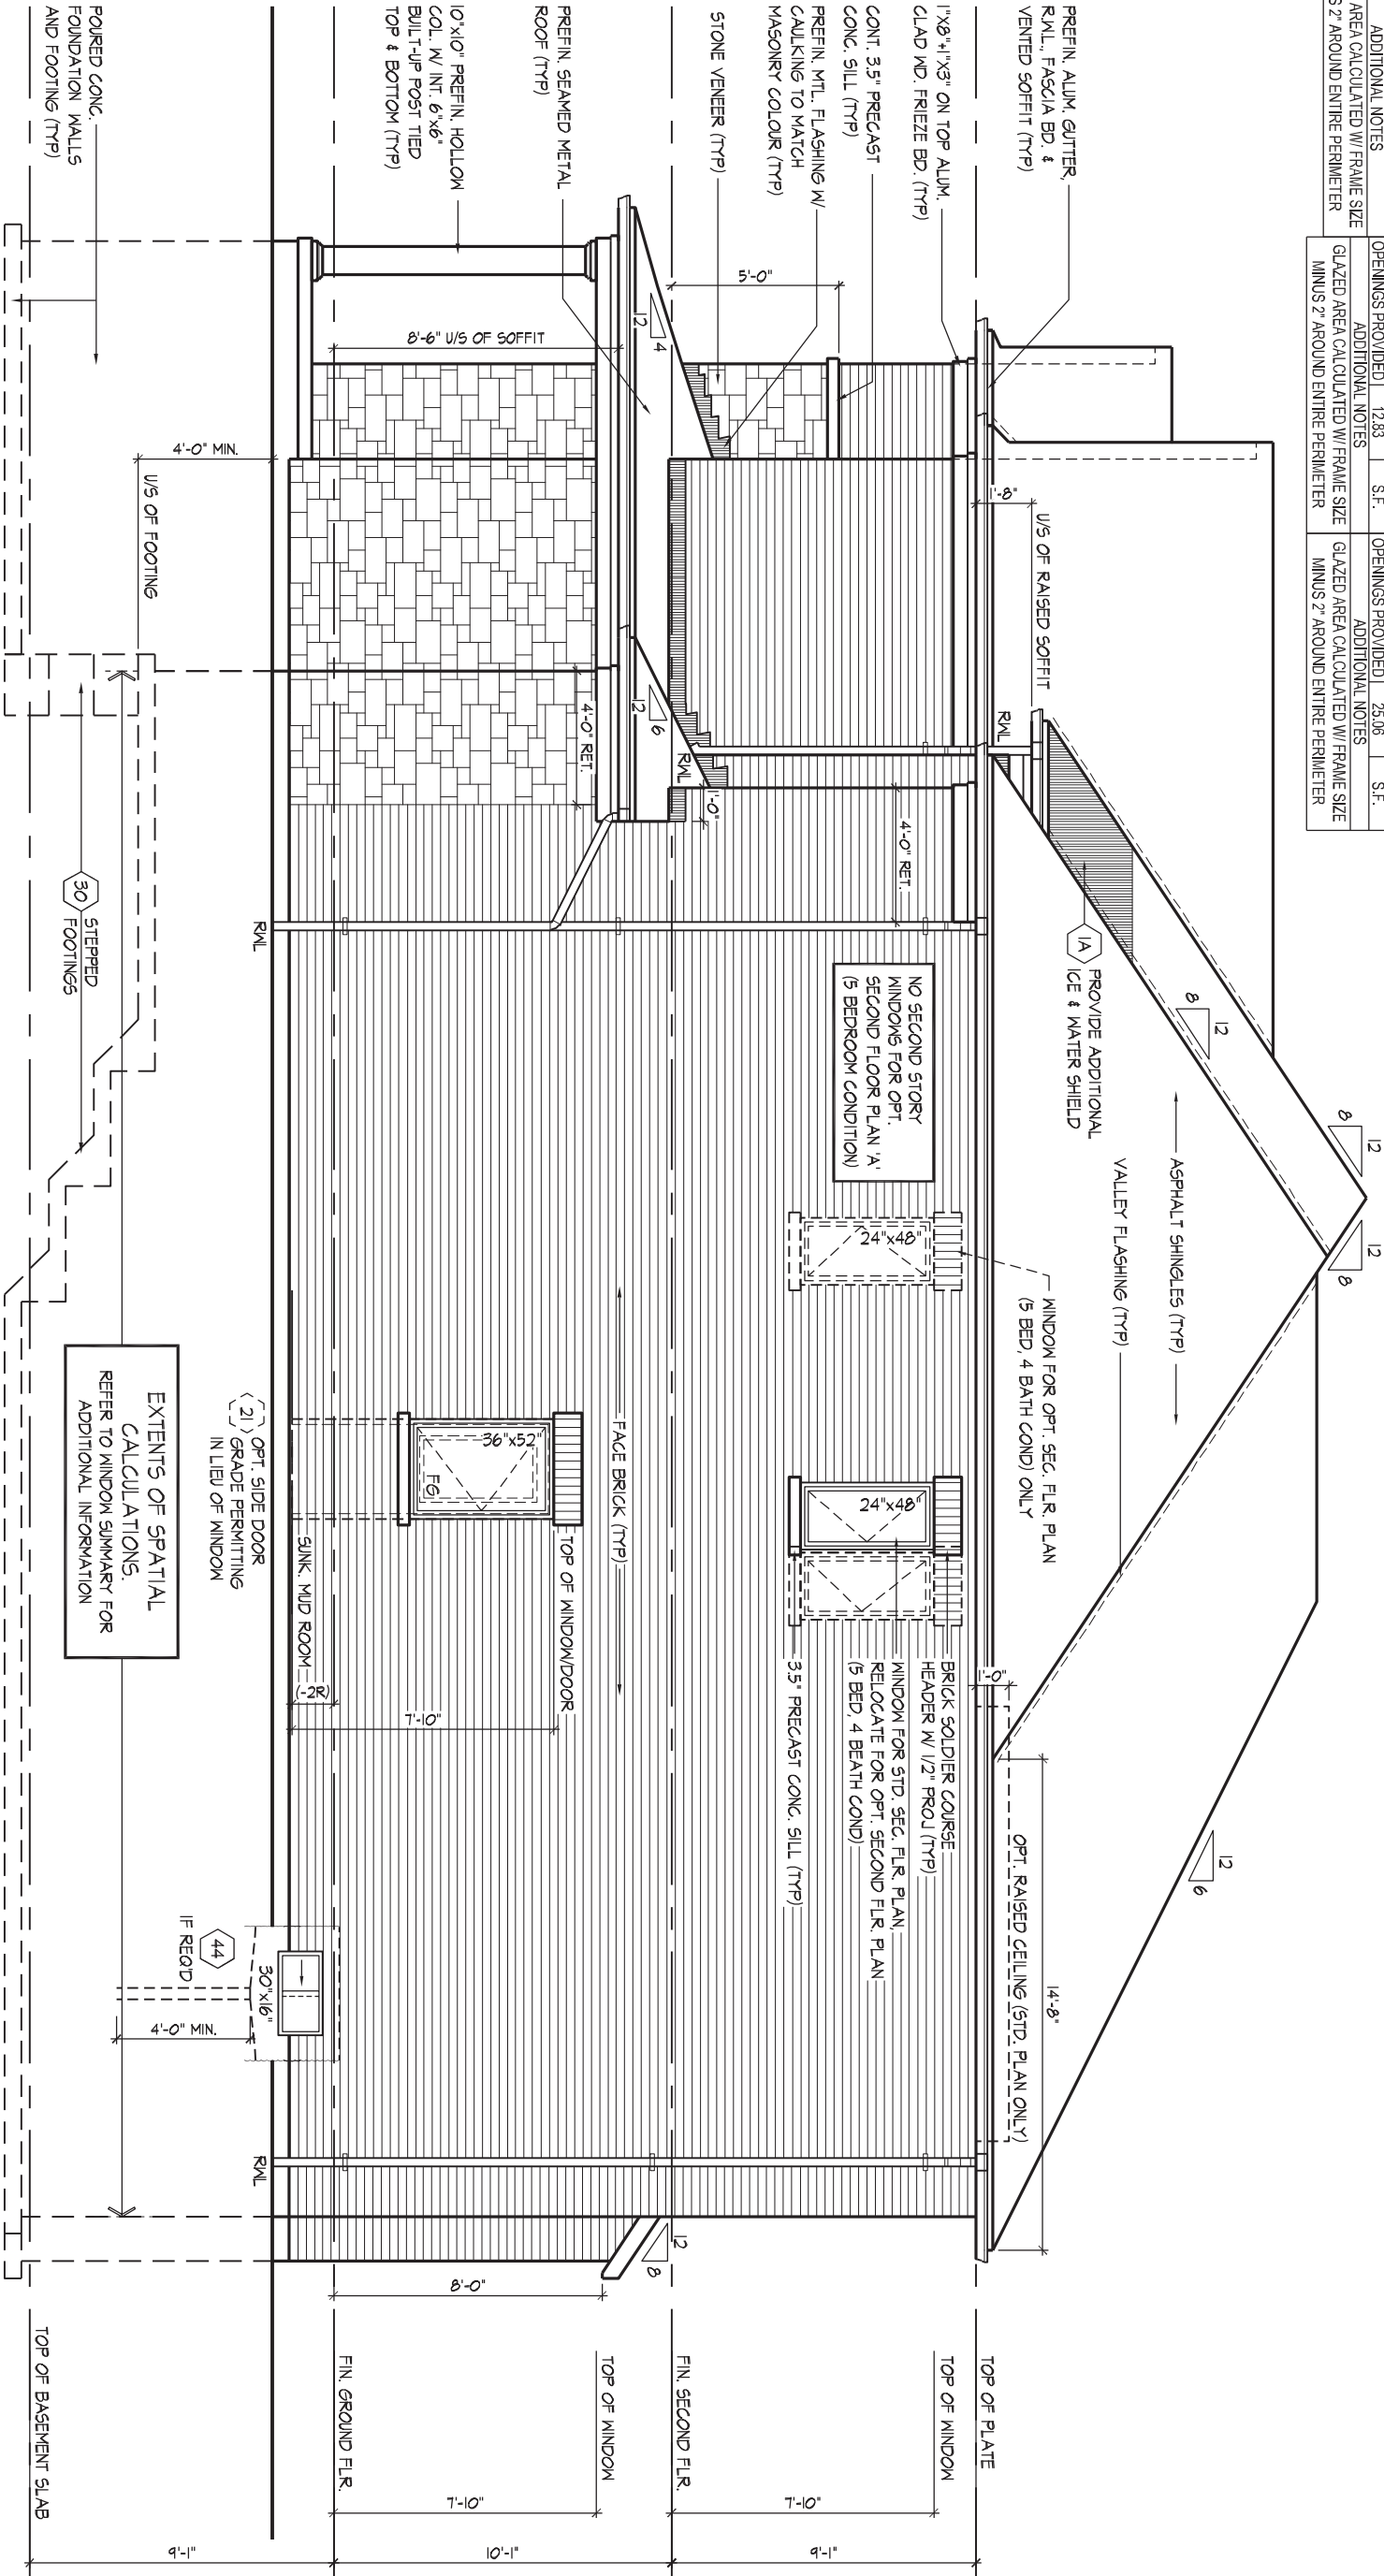 ADDITIONAL NOTES
AREA CALCULATED W/ FRAME SIZE
S 2" AROUND ENTIRE PERIMETER
OPENINGS PROVIDED 12.83 S.F.
ADDITIONAL NOTES
GLAZED AREA CALCULATED W/ FRAME SIZE
MINUS 2" AROUND ENTIRE PERIMETER
OPENINGS PROVIDED 25.06 S.F.
ADDITIONAL NOTES
GLAZED AREA CALCULATED W/ FRAME SIZE
MINUS 2" AROUND ENTIRE PERIMETER
PREFIN. ALUM. GUTTER,
R.W.L., FASCIA BD. &
VENTED SOFFIT (TYP)
1"X8"+1"X3" ON TOP ALUM.
CLAD WD. FRIEZE BD. (TYP)
CONT. 3.5" PRECAST
CONC. SILL (TYP)
PREFIN. MTL. FLASHING W/
CAULKING TO MATCH
MASONRY COLOUR (TYP)
STONE VENEER (TYP)
PREFIN. SEAMED METAL
ROOF (TYP)
10"x10" PREFIN. HOLLOW
COL. W/ INT. 6"x6"
BUILT-UP POST TIED
TOP & BOTTOM (TYP)
POURED CONC.
FOUNDATION WALLS
AND FOOTING (TYP)
5'-0"
12
4
8'-6" U/S OF SOFFIT
4'-0" MIN.
U/S OF FOOTING
1'-8"
U/S OF RAISED SOFFIT
RWL
12
6
4'-0" RET.
RWL
1'-0"
4'-0" RET.
RWL
30
STEPPED
FOOTINGS
1A
PROVIDE ADDITIONAL
ICE & WATER SHIELD
12
8
12
8
12
8
ASPHALT SHINGLES (TYP)
VALLEY FLASHING (TYP)
NO SECOND STORY
WINDOWS FOR OPT.
SECOND FLOOR PLAN 'A'
(5 BEDROOM CONDITION)
24"x48"
WINDOW FOR OPT. SEC. FLR. PLAN
(5 BED, 4 BATH COND) ONLY
24"x48"
BRICK SOLDIER COURSE
HEADER W/ 1/2" PROJ (TYP)
WINDOW FOR STD. SEC. FLR. PLAN,
RELOCATE FOR OPT. SECOND FLR. PLAN
(5 BED, 4 BEATH COND)
3.5" PRECAST CONC. SILL (TYP)
FACE BRICK (TYP)
36"x52"
FG
TOP OF WINDOW/DOOR
7'-10"
SUNK. MUD ROOM
(-2R)
21
OPT. SIDE DOOR
GRADE PERMITTING
IN LIEU OF WINDOW
EXTENTS OF SPATIAL
CALCULATIONS.
REFER TO WINDOW SUMMARY FOR
ADDITIONAL INFORMATION
1'-0"
OPT. RAISED CEILING (STD. PLAN ONLY)
14'-8"
12
6
44
IF REQ'D
30"x16"
4'-0" MIN.
RWL
12
8
8'-0"
TOP OF PLATE
TOP OF WINDOW
FIN. SECOND FLR.
TOP OF WINDOW
FIN. GROUND FLR.
TOP OF BASEMENT SLAB
7'-10"
7'-10"
9'-1"
10'-1"
9'-1"